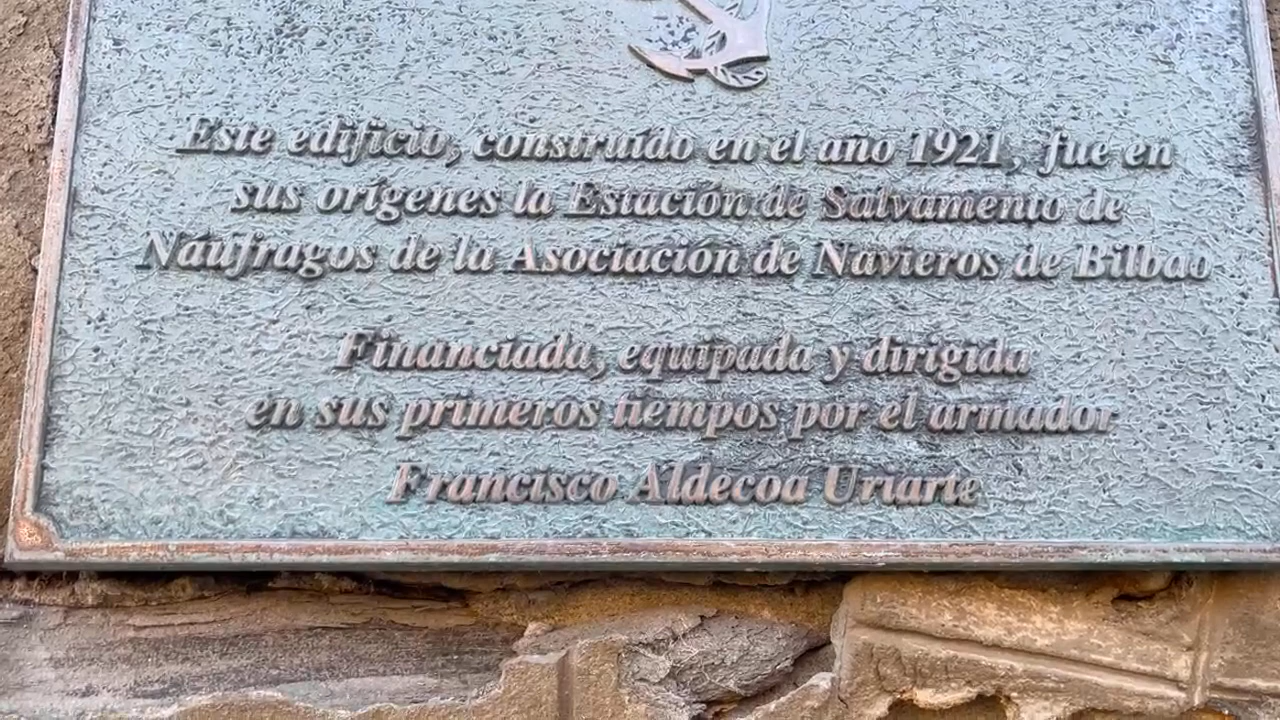 Este edificio, construído en el año 1921, fue en
sus orígenes la Estación de Salvamento de
Náufragos de la Asociación de Navieros de Bilbao
Financiada, equipada y dirigida
en sus primeros tiempos por el armador
Francisco Aldecoa Uriarte